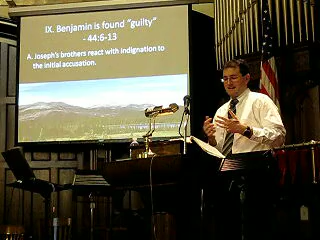 IX. Benjamin is found "guilty"
- 44:6-13
A. Joseph's brothers react with indignation to
the initial accusation.